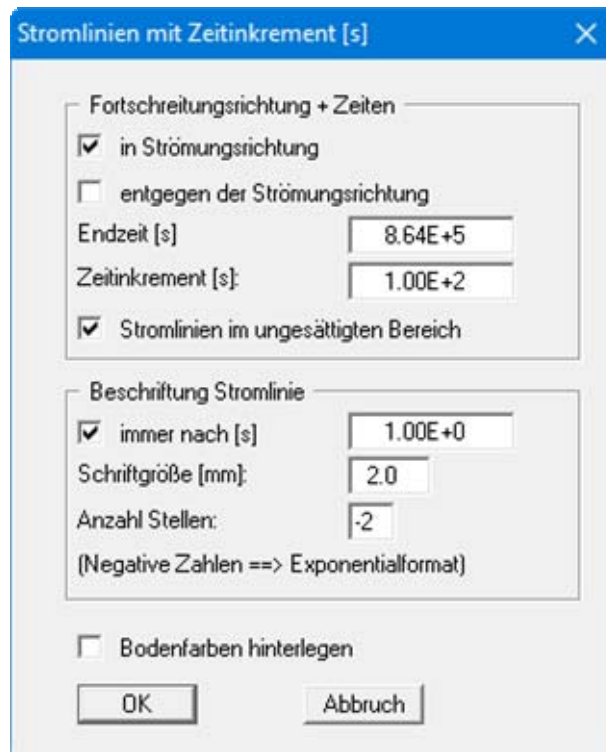 Stromlinien mit Zeitinkrement [s]
Fortschreitungsrichtung + Zeiten
in Strömungsrichtung
entgegen der Strömungsrichtung
Endzeit [s] 8.64E+5
Zeitinkrement [s]: 1.00E+2
Stromlinien im ungesättigten Bereich
Beschriftung Stromlinie
immer nach [s] 1.00E+0
Schriftgröße [mm]: 2.0
Anzahl Stellen: -2
(Negative Zahlen ==> Exponentialformat)
Bodenfarben hinterlegen
OK Abbruch